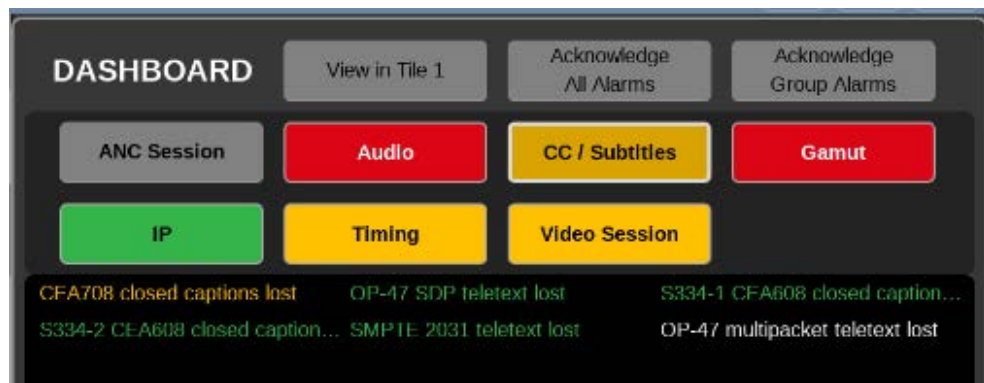 DASHBOARD
View in Tile 1
Acknowledge
All Alarms
Acknowledge
Group Alarms
ANC Session
Audio
CC / Subtitles
Gamut
IP
Timing
Video Session
CEA708 closed captions lost
OP-47 SDP teletext lost
S334-1 CEA608 closed caption...
S334-2 CEA608 closed caption...
SMPTE 2031 teletext lost
OP-47 multipacket teletext lost